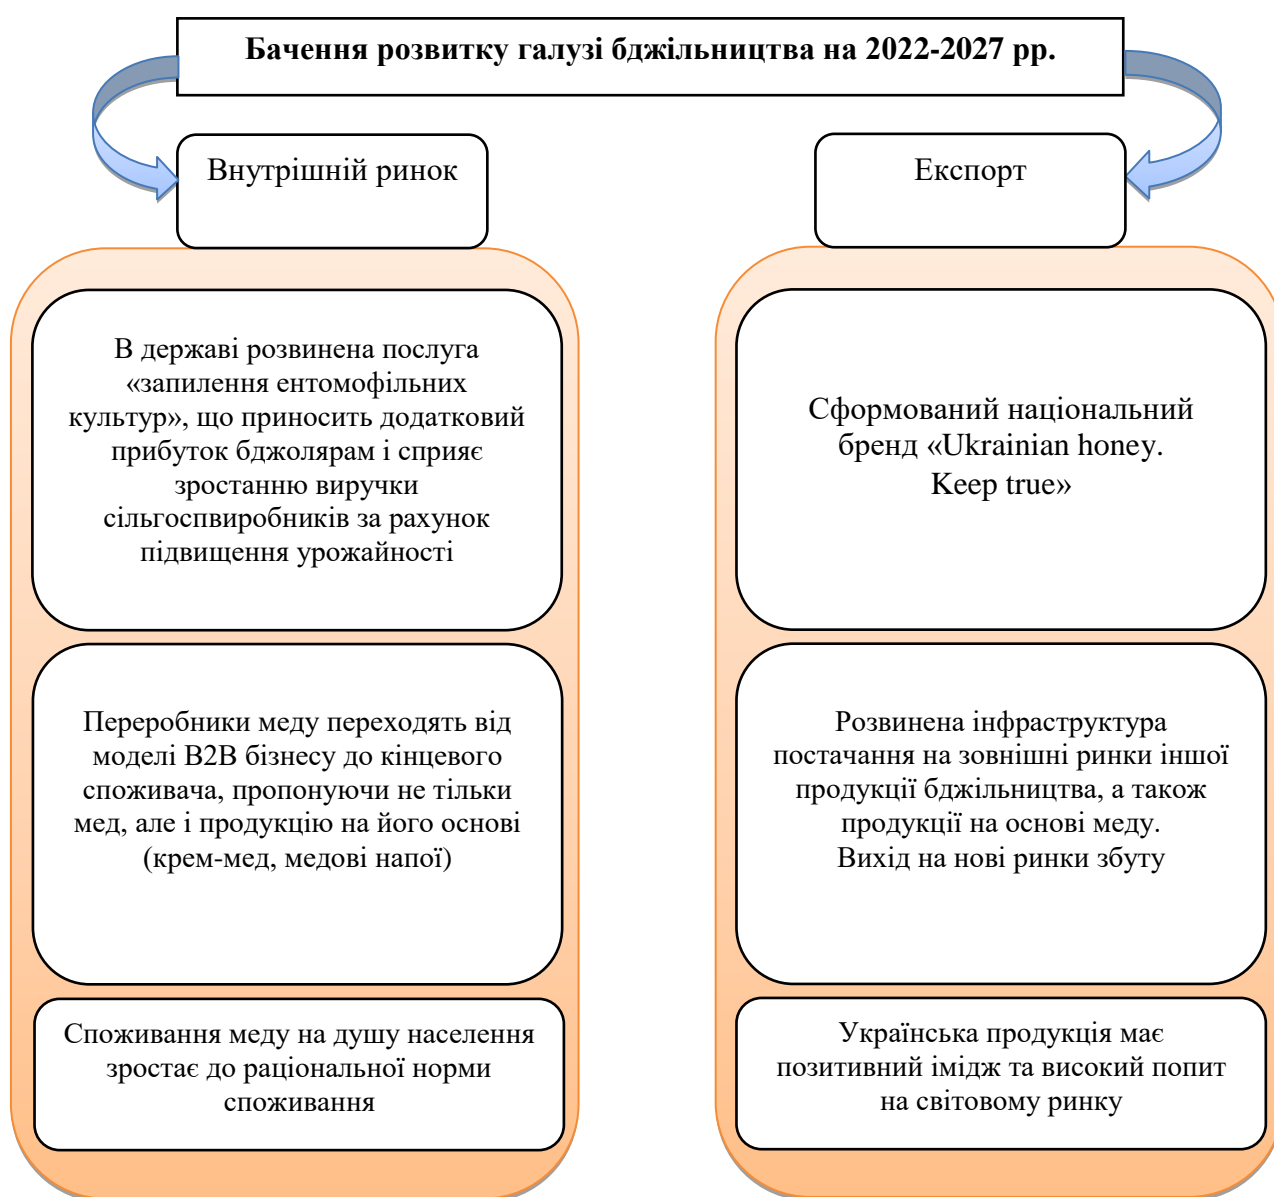 Бачення розвитку галузі бджільництва на 2022-2027 рр.
Внутрішній ринок
В державі розвинена послуга
«запилення ентомофільних
культур», що приносить додатковий
прибуток бджолярам і сприяє
зростанню виручки
сільгоспвиробників за рахунок
підвищення урожайності
Переробники меду переходять від
моделі B2B бізнесу до кінцевого
споживача, пропонуючи не тільки
мед, але і продукцію на його основі
(крем-мед, медові напої)
Споживання меду на душу населення
зростає до раціональної норми
споживання
Експорт
Сформований національний
бренд «Ukrainian honey.
Keep true»
Розвинена інфраструктура
постачання на зовнішні ринки іншої
продукції бджільництва, а також
продукції на основі меду.
Вихід на нові ринки збуту
Українська продукція має
позитивний імідж та високий попит
на світовому ринку